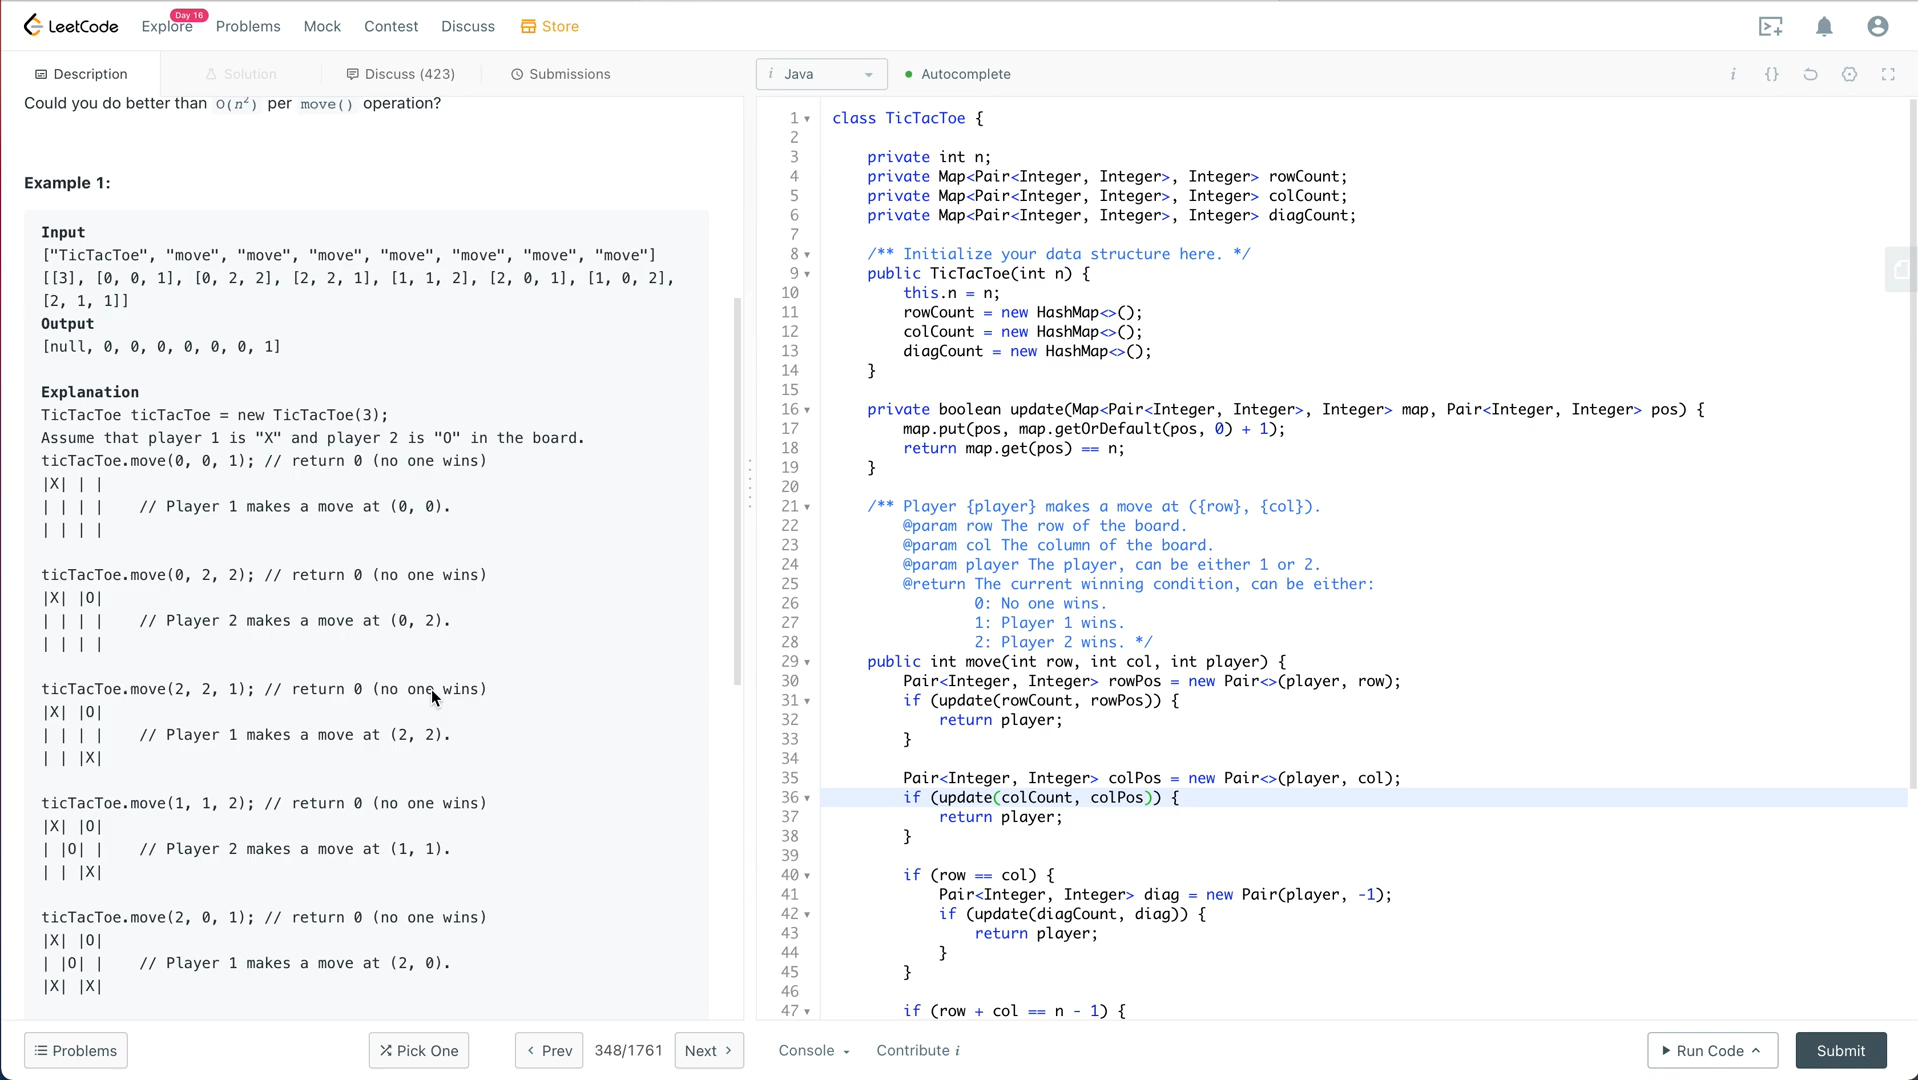 LeetCode
Explore
Day 16
Problems
Mock
Contest
Discuss
Store
Description
Solution
Discuss (423)
Submissions
i Java
Autocomplete
Could you do better than O(n²) per move() operation?
Example 1:
Input
["TicTacToe", "move", "move", "move", "move", "move", "move", "move"]
[[3], [0, 0, 1], [0, 2, 2], [2, 2, 1], [1, 1, 2], [2, 0, 1], [1, 0, 2],
[2, 1, 1]]
Output
[null, 0, 0, 0, 0, 0, 0, 1]
Explanation
TicTacToe ticTacToe = new TicTacToe(3);
Assume that player 1 is "X" and player 2 is "O" in the board.
ticTacToe.move(0, 0, 1); // return 0 (no one wins)
|X| | |
| | | |    // Player 1 makes a move at (0, 0).
| | | |
ticTacToe.move(0, 2, 2); // return 0 (no one wins)
|X| |O|
| | | |    // Player 2 makes a move at (0, 2).
| | | |
ticTacToe.move(2, 2, 1); // return 0 (no one wins)
|X| |O|
| | | |    // Player 1 makes a move at (2, 2).
| | |X|
ticTacToe.move(1, 1, 2); // return 0 (no one wins)
|X| |O|
| |O| |    // Player 2 makes a move at (1, 1).
| | |X|
ticTacToe.move(2, 0, 1); // return 0 (no one wins)
|X| |O|
| |O| |    // Player 1 makes a move at (2, 0).
|X| |X|
1 class TicTacToe {
2
3     private int n;
4     private Map<Pair<Integer, Integer>, Integer> rowCount;
5     private Map<Pair<Integer, Integer>, Integer> colCount;
6     private Map<Pair<Integer, Integer>, Integer> diagCount;
7
8     /** Initialize your data structure here. */
9     public TicTacToe(int n) {
10         this.n = n;
11         rowCount = new HashMap<>();
12         colCount = new HashMap<>();
13         diagCount = new HashMap<>();
14     }
15
16     private boolean update(Map<Pair<Integer, Integer>, Integer> map, Pair<Integer, Integer> pos) {
17         map.put(pos, map.getOrDefault(pos, 0) + 1);
18         return map.get(pos) == n;
19     }
20
21     /** Player {player} makes a move at ({row}, {col}).
22         @param row The row of the board.
23         @param col The column of the board.
24         @param player The player, can be either 1 or 2.
25         @return The current winning condition, can be either:
26                 0: No one wins.
27                 1: Player 1 wins.
28                 2: Player 2 wins. */
29     public int move(int row, int col, int player) {
30         Pair<Integer, Integer> rowPos = new Pair<>(player, row);
31         if (update(rowCount, rowPos)) {
32             return player;
33         }
34
35         Pair<Integer, Integer> colPos = new Pair<>(player, col);
36         if (update(colCount, colPos)) {
37             return player;
38         }
39
40         if (row == col) {
41             Pair<Integer, Integer> diag = new Pair(player, -1);
42             if (update(diagCount, diag)) {
43                 return player;
44             }
45         }
46
47         if (row + col == n - 1) {
Problems
Pick One
Prev
348/1761
Next
Console
Contribute i
Run Code
Submit